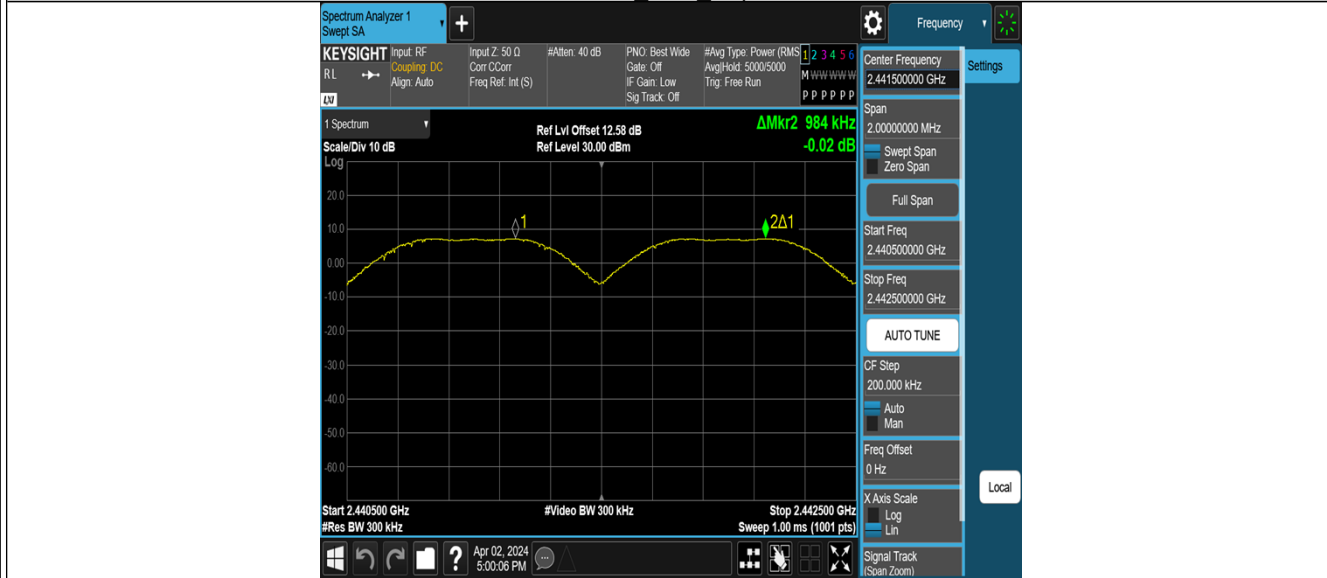 Spectrum Analyzer 1
Swept SA
+
Frequency
KEYSIGHT
RL
LXI
Input: RF
Coupling: DC
Align: Auto
Input Z: 50 Ω
Corr CCorr
Freq Ref: Int (S)
#Atten: 40 dB
PNO: Best Wide
Gate: Off
IF Gain: Low
Sig Track: Off
#Avg Type: Power (RMS
Avg|Hold: 5000/5000
Trig: Free Run
1 2 3 4 5 6
M W W W W W
P P P P P P
1 Spectrum
Scale/Div 10 dB
Log
Ref Lvl Offset 12.58 dB
Ref Level 30.00 dBm
ΔMkr2 984 kHz
-0.02 dB
20.0
10.0
0.00
-10.0
-20.0
-30.0
-40.0
-50.0
-60.0
1
2Δ1
Start 2.440500 GHz
#Res BW 300 kHz
#Video BW 300 kHz
Stop 2.442500 GHz
Sweep 1.00 ms (1001 pts)
Center Frequency
2.441500000 GHz
Settings
Span
2.00000000 MHz
Swept Span
Zero Span
Full Span
Start Freq
2.440500000 GHz
Stop Freq
2.442500000 GHz
AUTO TUNE
CF Step
200.000 kHz
Auto
Man
Freq Offset
0 Hz
X Axis Scale
Log
Lin
Local
Signal Track
(Span Zoom)
?
Apr 02, 2024
5:00:06 PM